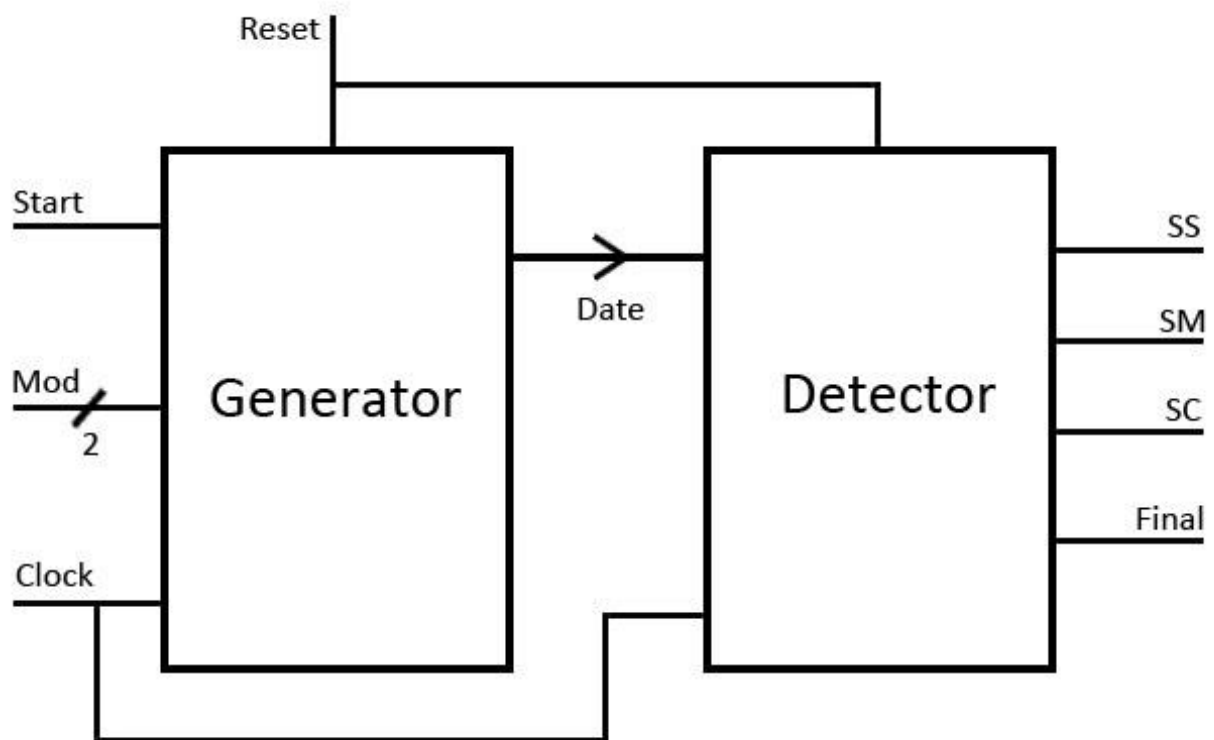 Reset
Start
SS
Date
SM
Mod
Generator
Detector
2
SC
Final
Clock